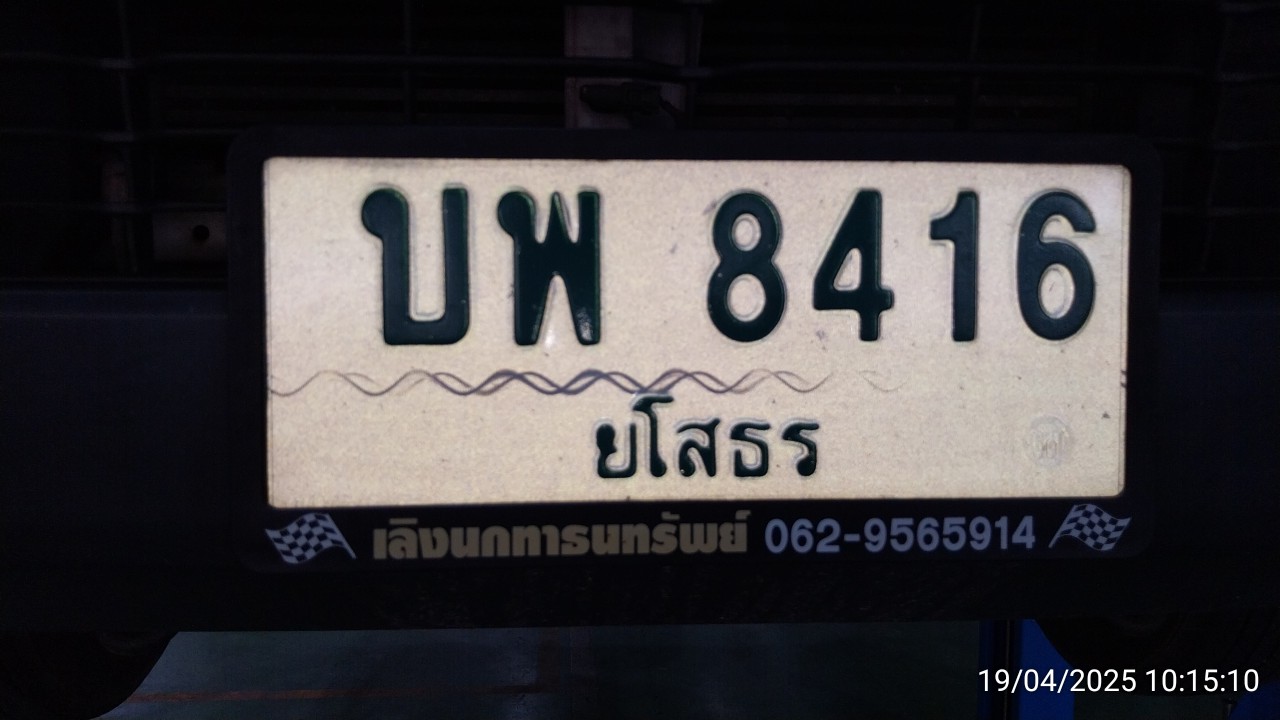 บพ 8416
ยโสธร
เลิงนกทาธนทรัพย์ 062-9565914
19/04/2025 10:15:10